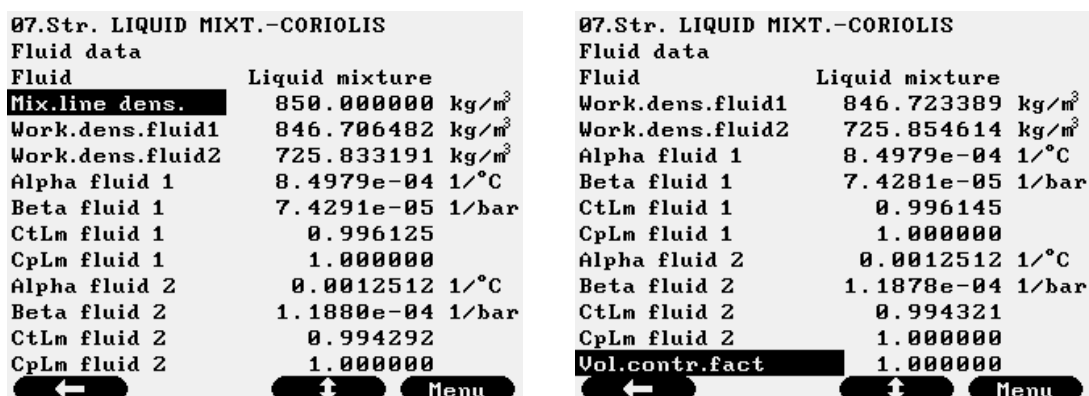 07.Str. LIQUID MIXT.-CORIOLIS
Fluid data
Fluid Liquid mixture
Mix.line dens. 850.000000 kg/m³
Work.dens.fluid1 846.706482 kg/m³
Work.dens.fluid2 725.833191 kg/m³
Alpha fluid 1 8.4979e-04 1/°C
Beta fluid 1 7.4291e-05 1/bar
CtLm fluid 1 0.996125
CpLm fluid 1 1.000000
Alpha fluid 2 0.0012512 1/°C
Beta fluid 2 1.1880e-04 1/bar
CtLm fluid 2 0.994292
CpLm fluid 2 1.000000
Menu
07.Str. LIQUID MIXT.-CORIOLIS
Fluid data
Fluid Liquid mixture
Work.dens.fluid1 846.723389 kg/m³
Work.dens.fluid2 725.854614 kg/m³
Alpha fluid 1 8.4979e-04 1/°C
Beta fluid 1 7.4281e-05 1/bar
CtLm fluid 1 0.996145
CpLm fluid 1 1.000000
Alpha fluid 2 0.0012512 1/°C
Beta fluid 2 1.1878e-04 1/bar
CtLm fluid 2 0.994321
CpLm fluid 2 1.000000
Vol.contr.fact 1.000000
Menu